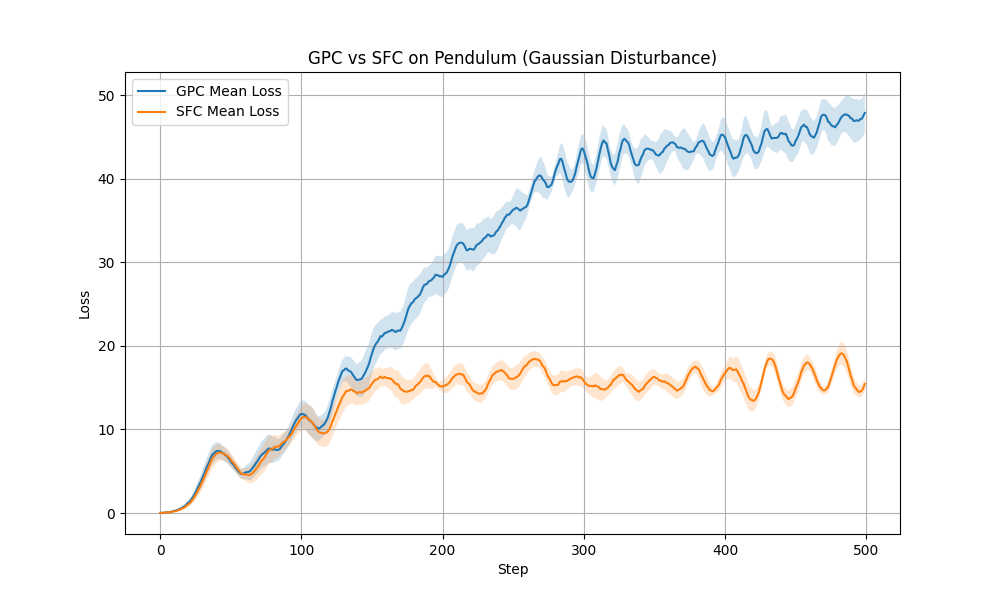 GPC vs SFC on Pendulum (Gaussian Disturbance)
GPC Mean Loss
SFC Mean Loss
50
40
30
20
10
0
Loss
0 100 200 300 400 500
Step